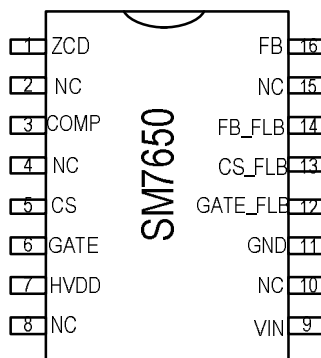 1 ZCD FB 16
2 NC NC 15
3 COMP FB_FLB 14
4 NC CS_FLB 13
5 CS GATE_FLB 12
6 GATE GND 11
7 HVDD NC 10
8 NC VIN 9
SM7650